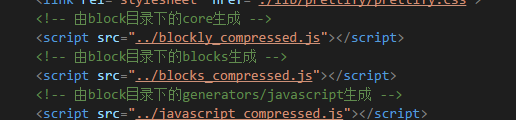 <link rel="stylesheet" href="./lib/prettify/prettify.css">
<!-- 由block目录下的core生成 -->
<script src="../blockly_compressed.js"></script>
<!-- 由block目录下的blocks生成 -->
<script src="../blocks_compressed.js"></script>
<!-- 由block目录下的generators/javascript生成 -->
<script src="../javascript_compressed.js"></script>